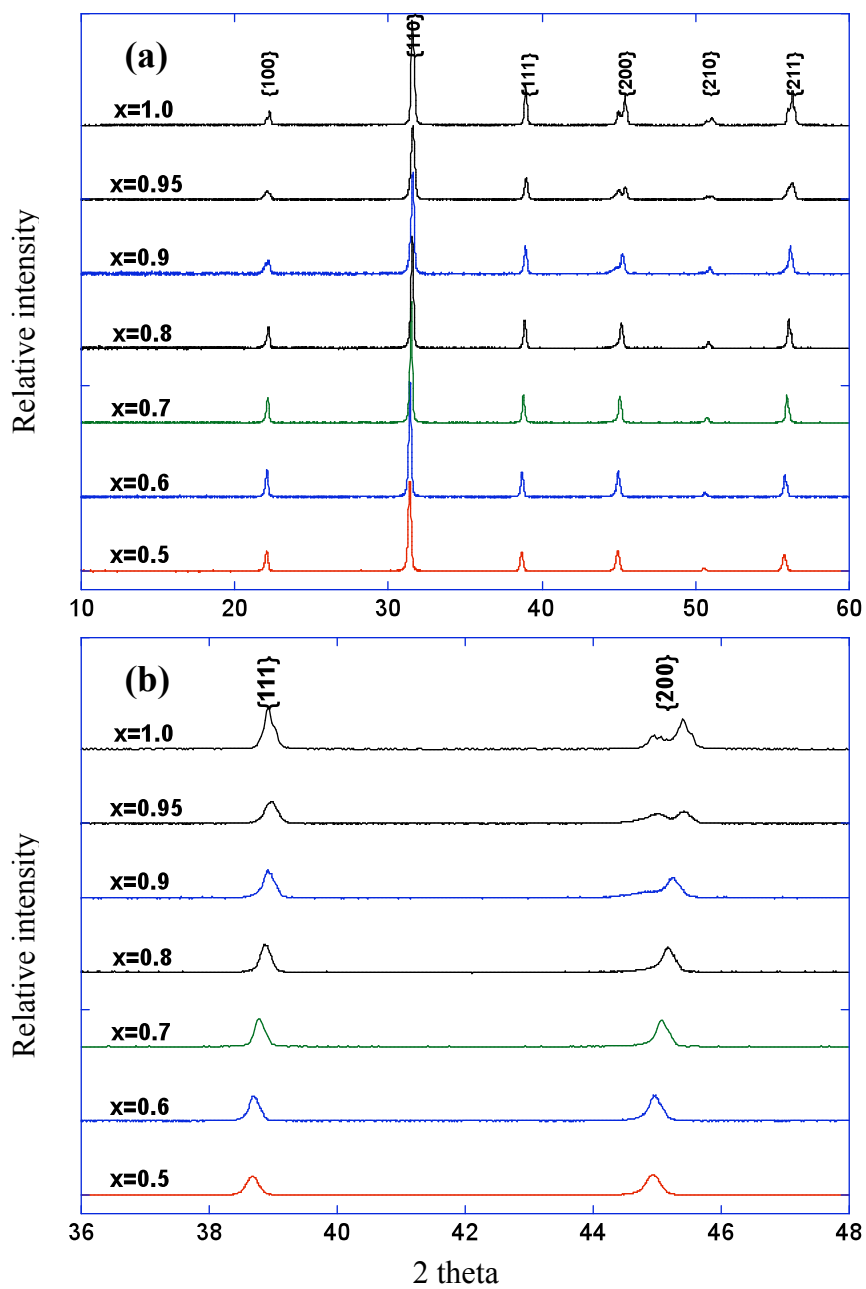 (a)
{100}
{110}
{111}
{200}
{210}
{211}
x=1.0
x=0.95
x=0.9
x=0.8
x=0.7
x=0.6
x=0.5
Relative intensity
10 20 30 40 50 60
(b)
{111}
{200}
x=1.0
x=0.95
x=0.9
x=0.8
x=0.7
x=0.6
x=0.5
Relative intensity
36 38 40 42 44 46 48
2 theta